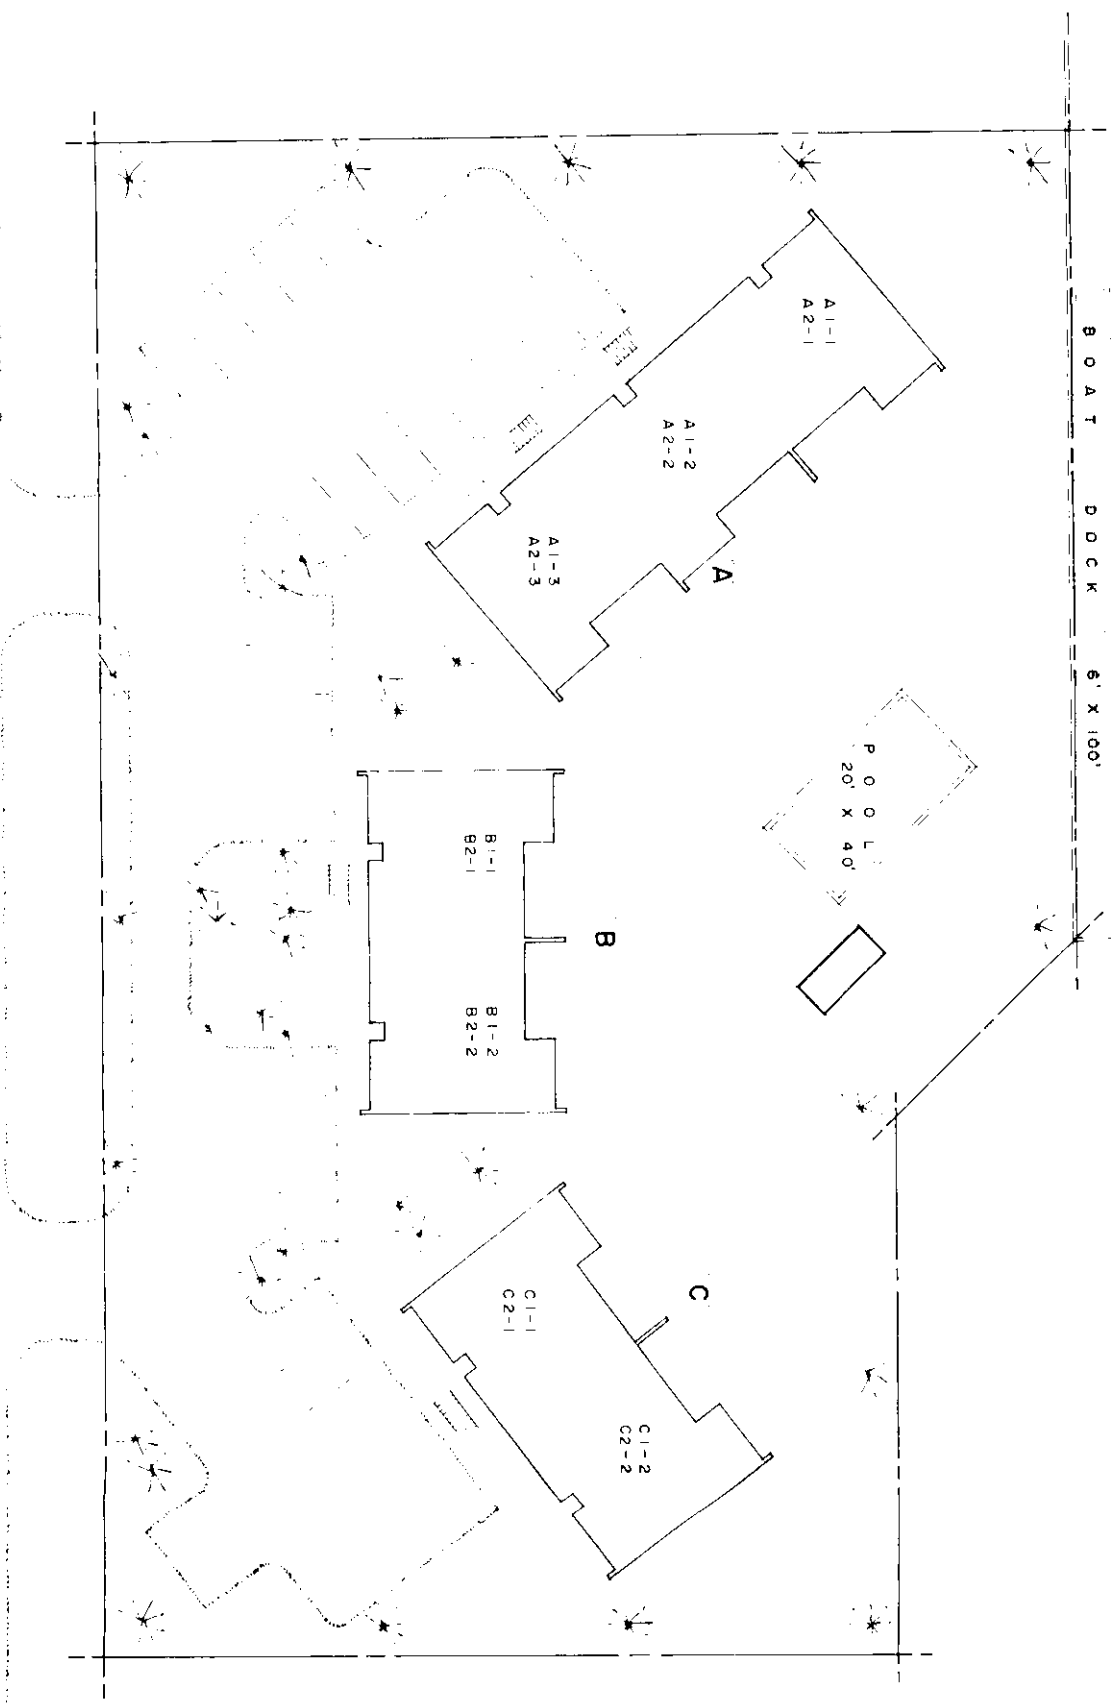 BOAT DOCK 6' X 100'
POOL
20' X 40'
A
A1-1
A2-1
A1-2
A2-2
A1-3
A2-3
B
B1-1
B2-1
B1-2
B2-2
C
C1-1
C2-1
C1-2
C2-2